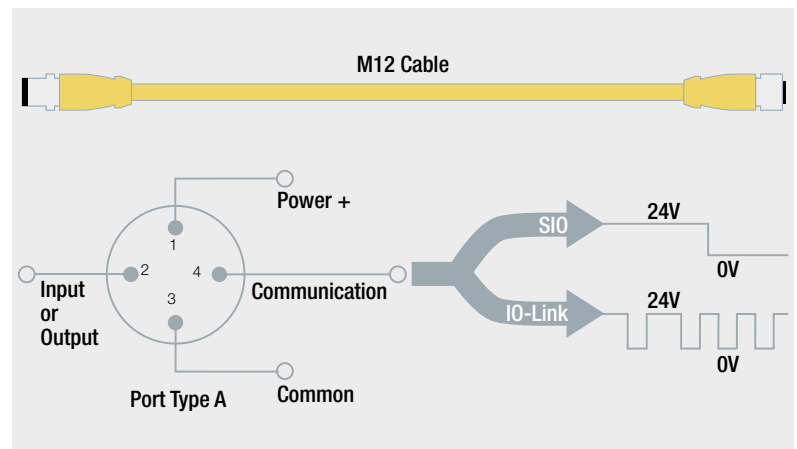 M12 Cable
Power +
1
2
4
3
Input
or
Output
Communication
Common
Port Type A
SIO
24V
0V
IO-Link
24V
0V